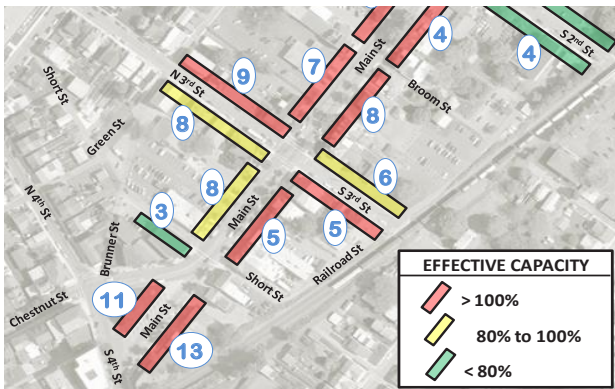 4
4
S 2nd St
7
Main St
9
N 3rd St
Broom St
Short St
8
8
Green St
8
6
S 3rd St
N 4th St
3
Main St
5
5
Brunner St
Railroad St
Short St
EFFECTIVE CAPACITY
> 100%
80% to 100%
< 80%
11
Main St
Chestnut St
13
S 4th St